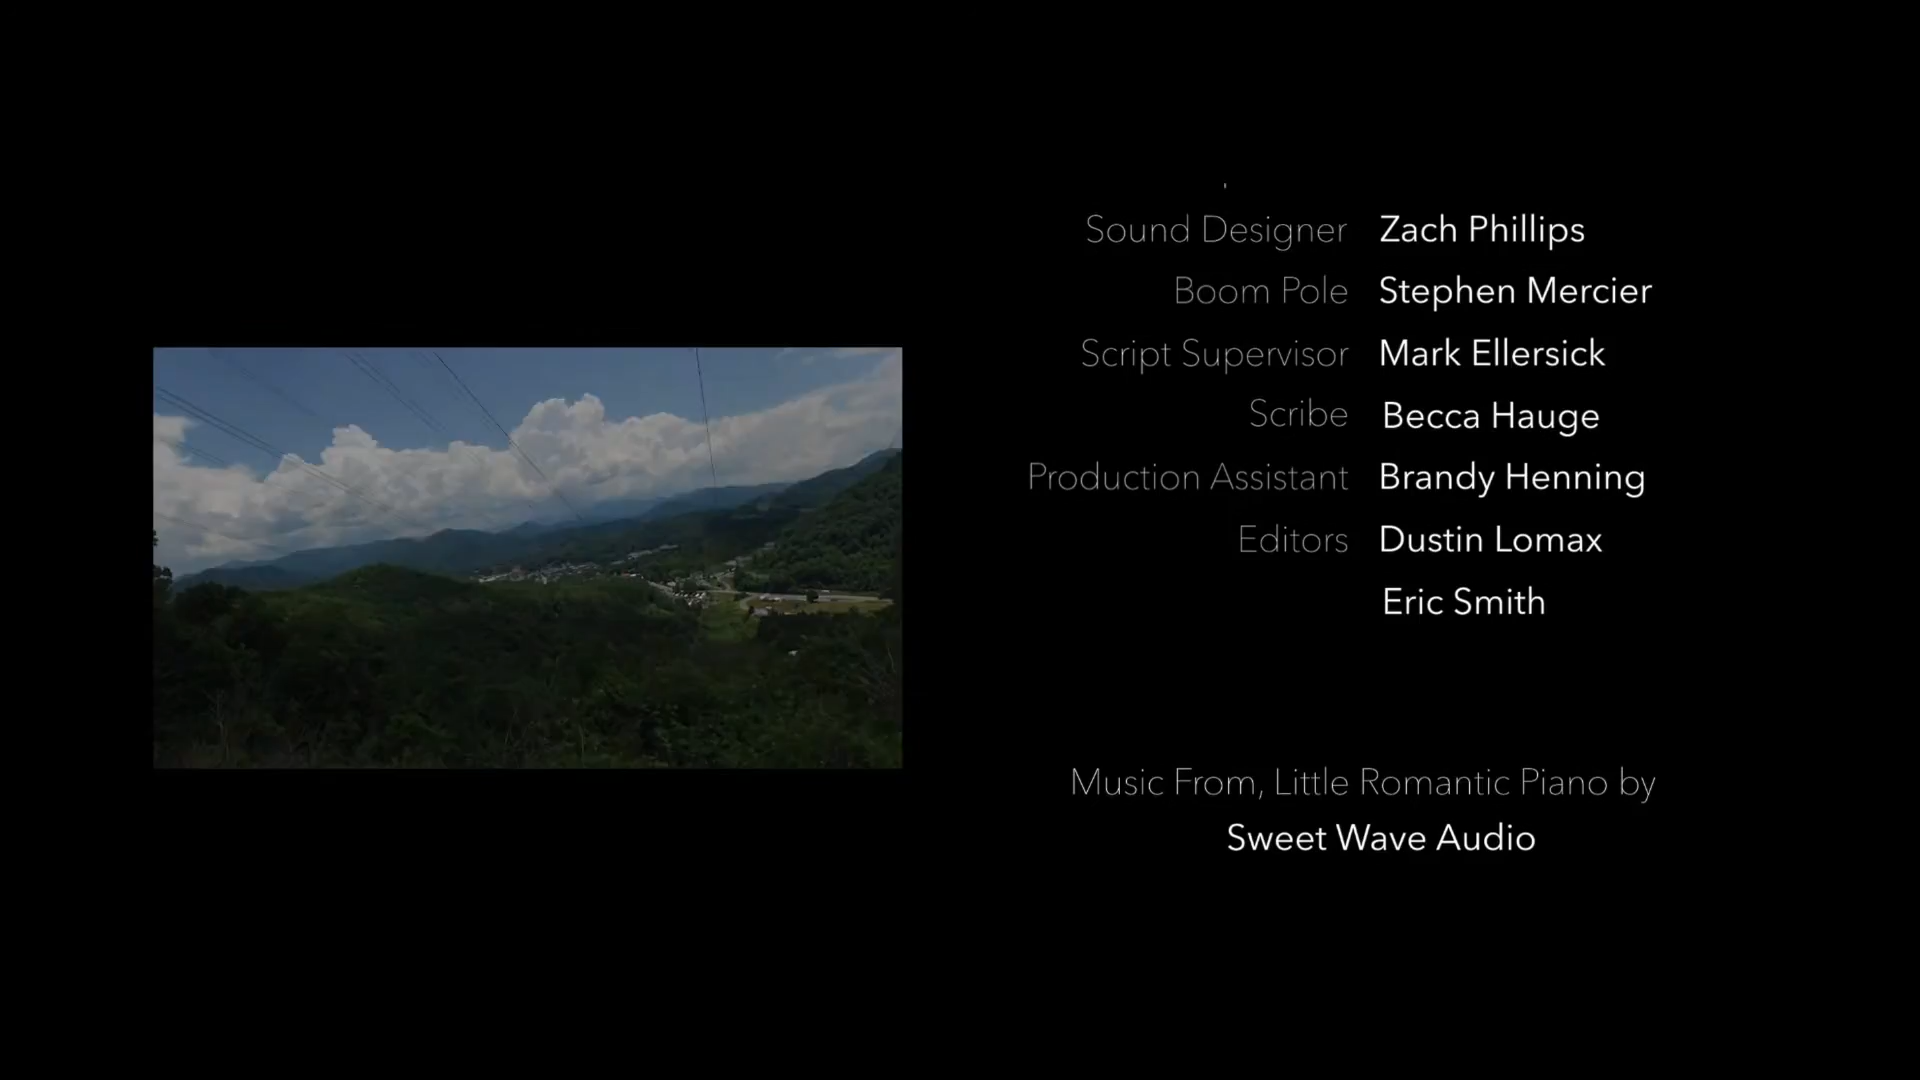 Sound Designer Zach Phillips
Boom Pole Stephen Mercier
Script Supervisor Mark Ellersick
Scribe Becca Hauge
Production Assistant Brandy Henning
Editors Dustin Lomax
Eric Smith
Music From, Little Romantic Piano by
Sweet Wave Audio